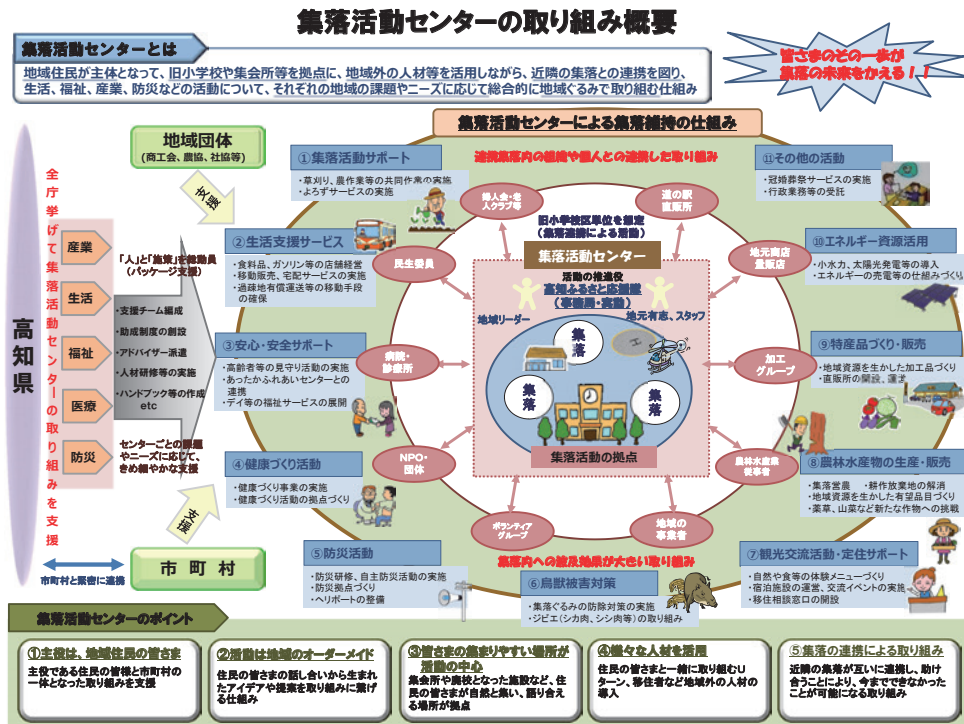 集落活動センターの取り組み概要
集落活動センターとは
地域住民が主体となって、旧小学校や集会所等を拠点に、地域外の人材等を活用しながら、近隣の集落との連携を図り、
生活、福祉、産業、防災などの活動について、それぞれの地域の課題やニーズに応じて総合的に地域ぐるみで取り組む仕組み
皆さまのその一歩が
集落の未来をかえる！！
高知県
全庁挙げて集落活動センターの取り組みを支援
産業
生活
福祉
医療
防災
市町村と緊密に連携
地域団体
(商工会、農協、社協等)
支援
「人」と「施策」を総動員
(パッケージ支援)
・支援チーム編成
・助成制度の創設
・アドバイザー派遣
・人材研修等の実施
・ハンドブック等の作成
etc
センターごとの課題
やニーズに応じて、
きめ細やかな支援
支援
市町村
集落活動センターによる集落維持の仕組み
連携集落内の組織や個人との連携した取り組み
①集落活動サポート
・草刈り、農作業等の共同作業の実施
・よろずサービスの実施
②生活支援サービス
・食料品、ガソリン等の店舗経営
・移動販売、宅配サービスの実施
・過疎地有償運送等の移動手段
の確保
③安心・安全サポート
・高齢者等の見守り活動の実施
・あったかふれあいセンターとの
連携
・デイ等の福祉サービスの展開
④健康づくり活動
・健康づくり事業の実施
・健康づくり活動の拠点づくり
⑤防災活動
・防災研修、自主防災活動の実施
・防災拠点づくり
・ヘリポートの整備
⑥鳥獣被害対策
・集落ぐるみの防除対策の実施
・ジビエ(シカ肉、シシ肉等)の取り組み
⑦観光交流活動・定住サポート
・自然や食等の体験メニューづくり
・宿泊施設の運営、交流イベントの実施
・移住相談窓口の開設
⑧農林水産物の生産・販売
・集落営農　・耕作放棄地の解消
・地域資源を生かした有望品目づくり
・薬草、山菜など新たな作物への挑戦
⑨特産品づくり・販売
・地域資源を生かした加工品づくり
・直販所の開設、運営
⑩エネルギー資源活用
・小水力、太陽光発電等の導入
・エネルギーの売電等の仕組みづくり
⑪その他の活動
・冠婚葬祭サービスの実施
・行政業務等の受託
婦人会・老
人クラブ等
道の駅
直販所
民生委員
地元商店
量販店
病院・
診療所
加工
グループ
NPO・
団体
農林水産業
従事者
ボランティア
グループ
地域の
事業者
旧小学校区単位を想定
(集落連携による活動)
集落活動センター
活動の推進役
高知ふるさと応援隊
(事務局・実動)
地域リーダー
地元有志、スタッフ
集落
集落
集落
集落活動の拠点
集落内への波及効果が大きい取り組み
集落活動センターのポイント
①主役は、地域住民の皆さま
主役である住民の皆様と市町村の
一体となった取り組みを支援
②活動は地域のオーダーメイド
住民の皆さまの話し合いから生まれ
たアイデアや提案を取り組みに繋げ
る仕組み
③皆さまの集まりやすい場所が
活動の中心
集会所や廃校となった施設など、住
民の皆さまが自然と集い、語り合え
る場所が拠点
④様々な人材を活用
住民の皆さまと一緒に取り組むU
ターン、移住者など地域外の人材の
導入
⑤集落の連携による取り組み
近隣の集落が互いに連携し、助け
合うことにより、今までできなかった
ことが可能になる取り組み